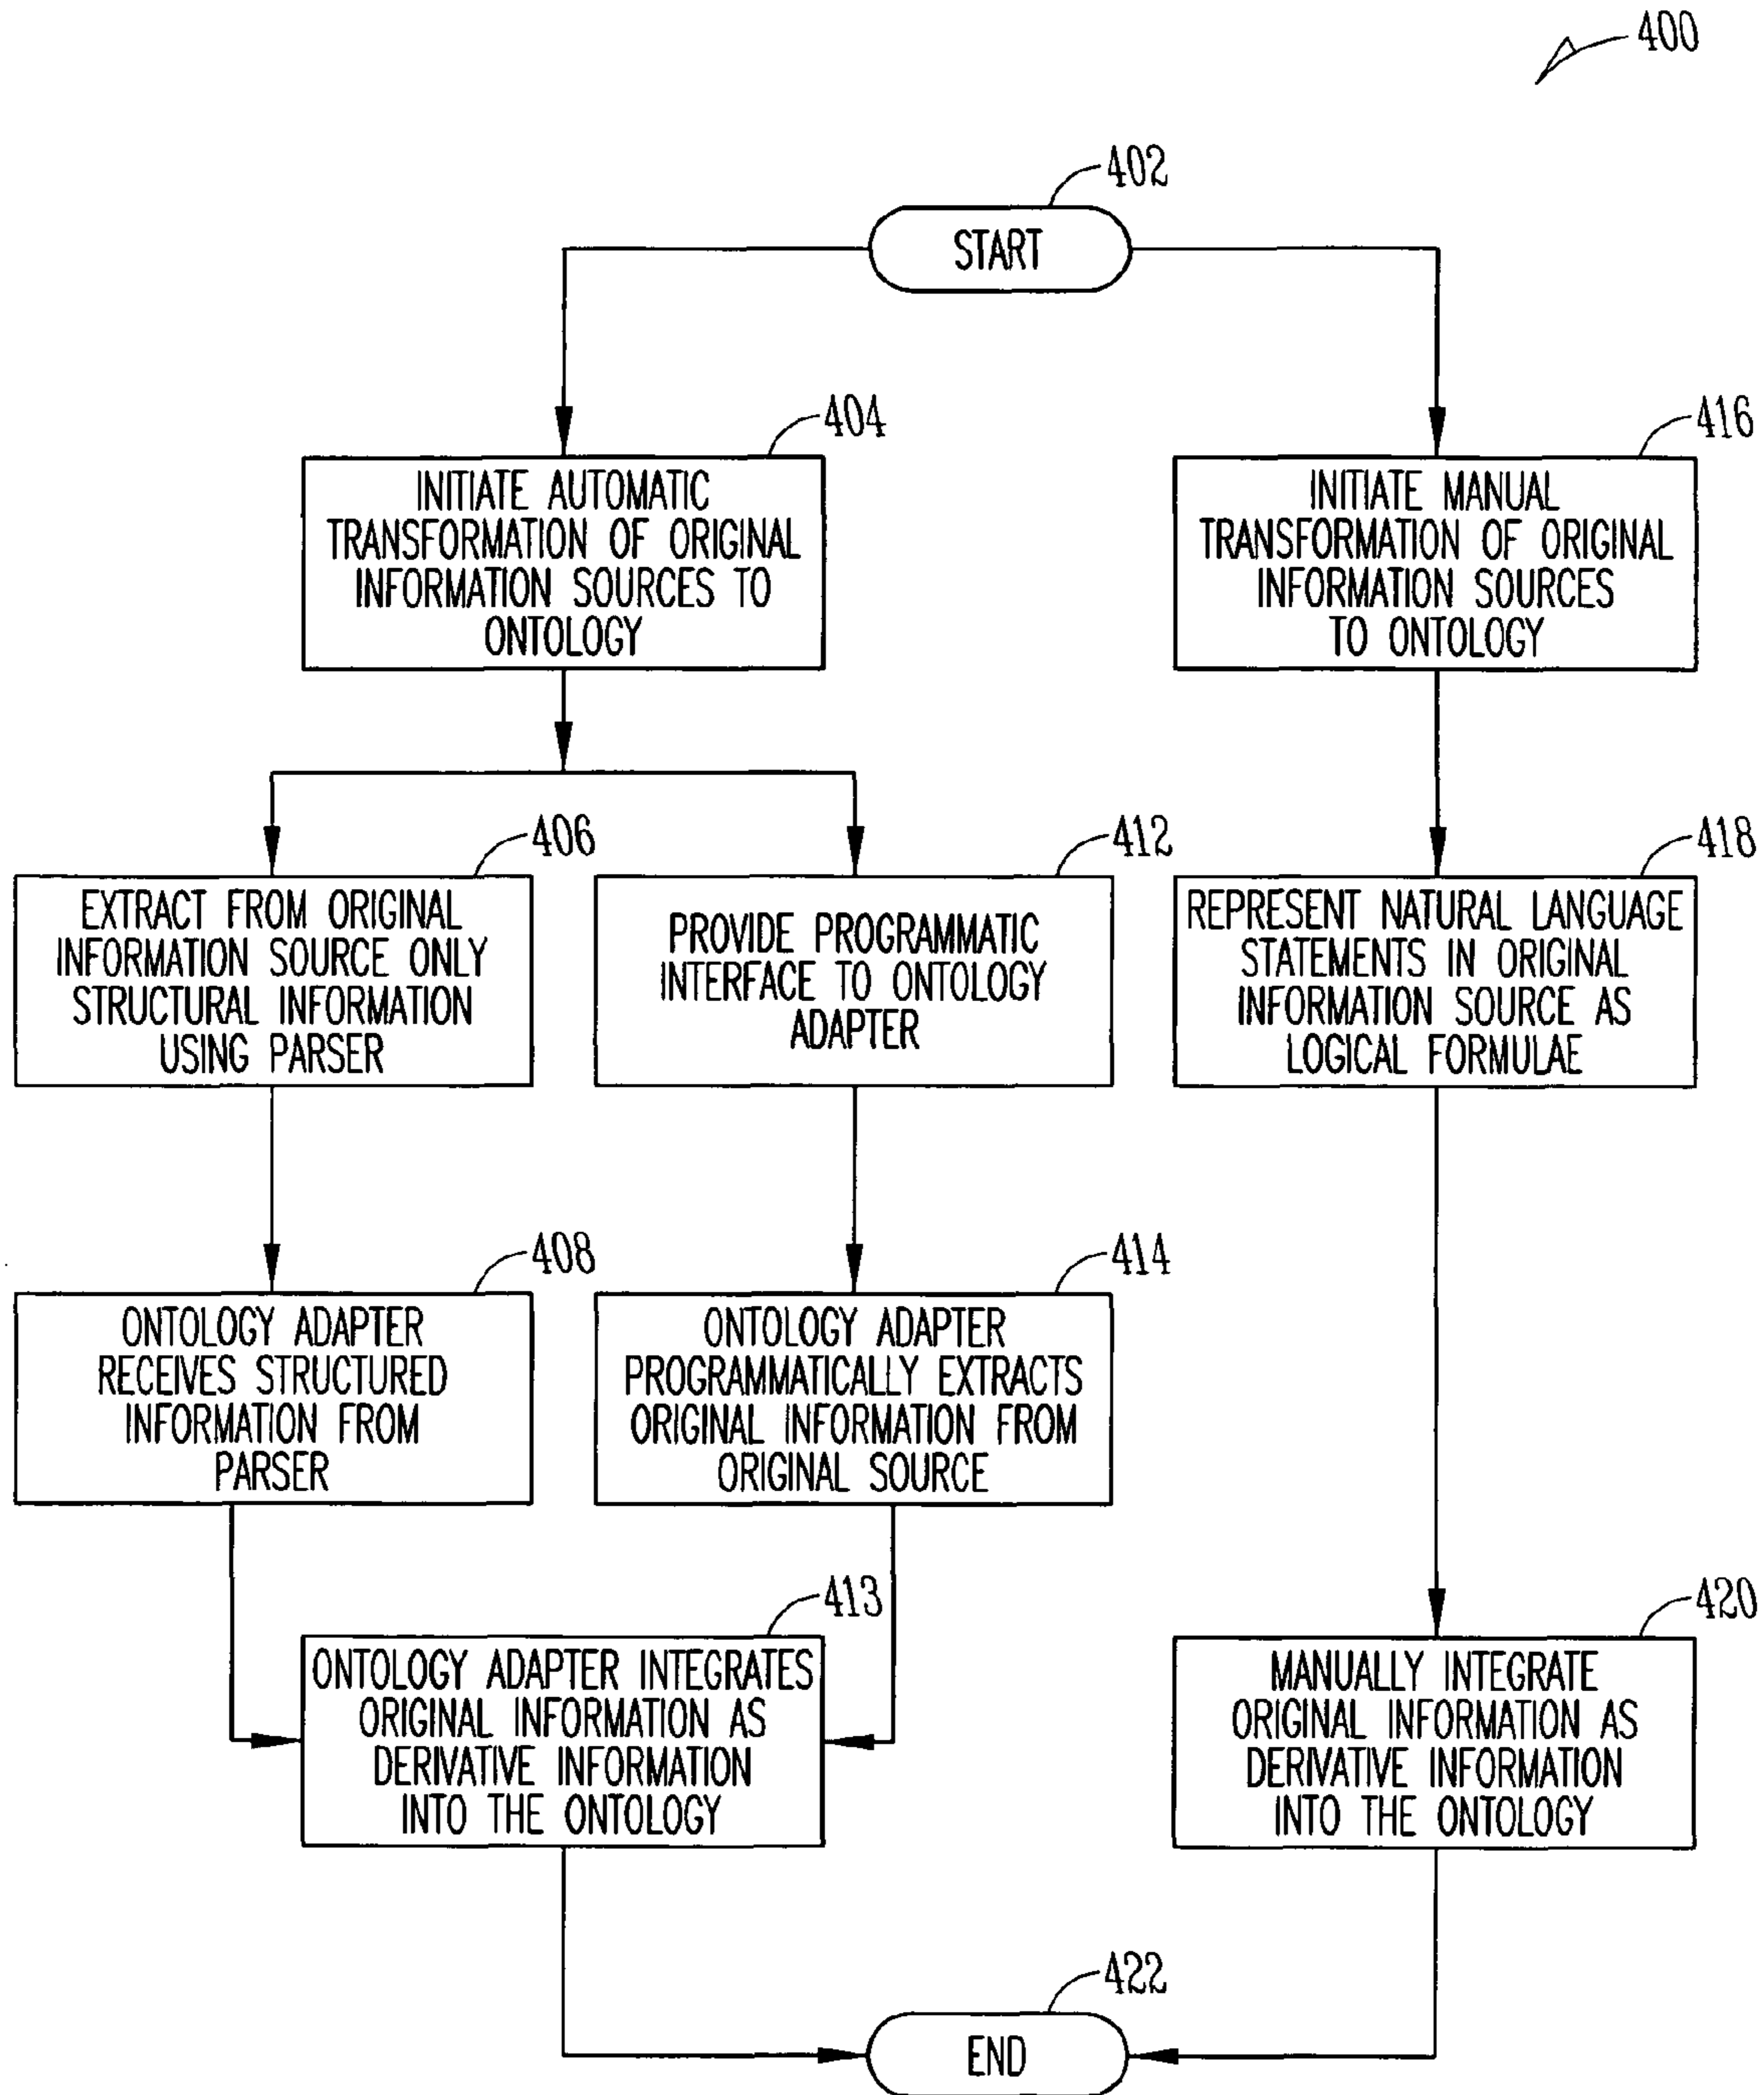 400
402
START
404
INITIATE AUTOMATIC
TRANSFORMATION OF ORIGINAL
INFORMATION SOURCES TO
ONTOLOGY
416
INITIATE MANUAL
TRANSFORMATION OF ORIGINAL
INFORMATION SOURCES
TO ONTOLOGY
406
EXTRACT FROM ORIGINAL
INFORMATION SOURCE ONLY
STRUCTURAL INFORMATION
USING PARSER
412
PROVIDE PROGRAMMATIC
INTERFACE TO ONTOLOGY
ADAPTER
418
REPRESENT NATURAL LANGUAGE
STATEMENTS IN ORIGINAL
INFORMATION SOURCE AS
LOGICAL FORMULAE
408
ONTOLOGY ADAPTER
RECEIVES STRUCTURED
INFORMATION FROM
PARSER
414
ONTOLOGY ADAPTER
PROGRAMMATICALLY EXTRACTS
ORIGINAL INFORMATION FROM
ORIGINAL SOURCE
413
ONTOLOGY ADAPTER INTEGRATES
ORIGINAL INFORMATION AS
DERIVATIVE INFORMATION
INTO THE ONTOLOGY
420
MANUALLY INTEGRATE
ORIGINAL INFORMATION AS
DERIVATIVE INFORMATION
INTO THE ONTOLOGY
422
END